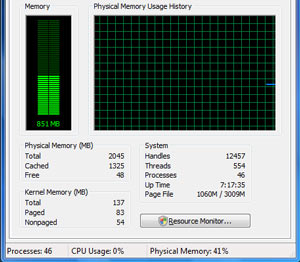 Memory
Physical Memory Usage History
851 MB
Physical Memory (MB)
Total 2045
Cached 1325
Free 48
Kernel Memory (MB)
Total 137
Paged 83
Nonpaged 54
System
Handles 12457
Threads 554
Processes 46
Up Time 7:17:35
Page File 1060M / 3009M
Resource Monitor...
Processes: 46 CPU Usage: 0% Physical Memory: 41%